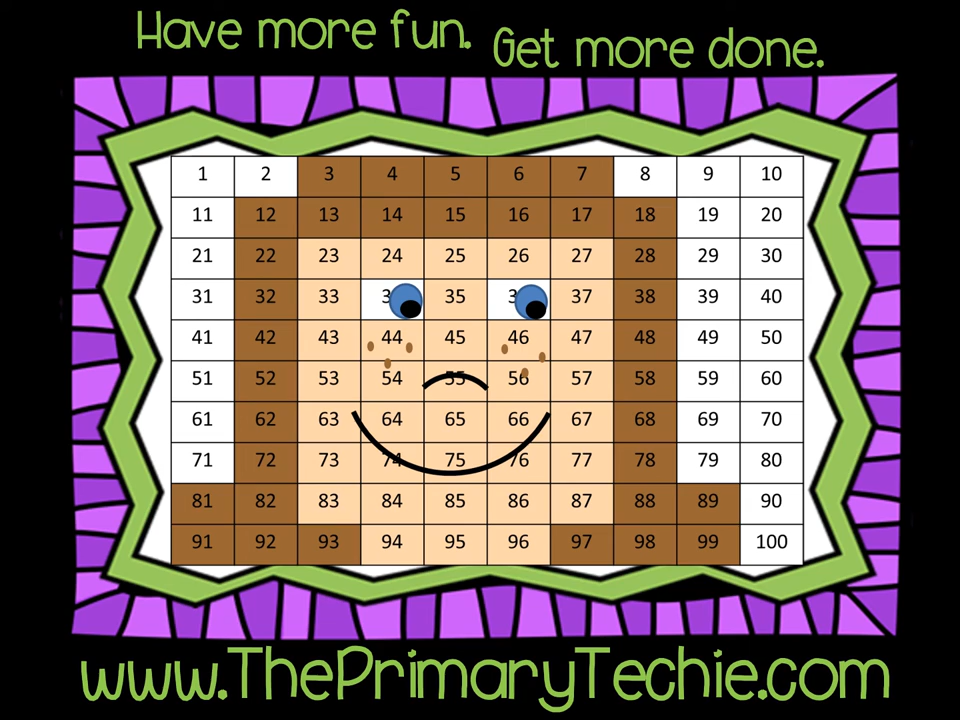 Have more fun. Get more done.
1 2 3 4 5 6 7 8 9 10
11 12 13 14 15 16 17 18 19 20
21 22 23 24 25 26 27 28 29 30
31 32 33 35 37 38 39 40
41 42 43 44 45 46 47 48 49 50
51 52 53 54 55 56 57 58 59 60
61 62 63 64 65 66 67 68 69 70
71 72 73 74 75 76 77 78 79 80
81 82 83 84 85 86 87 88 89 90
91 92 93 94 95 96 97 98 99 100
www.ThePrimaryTechie.com